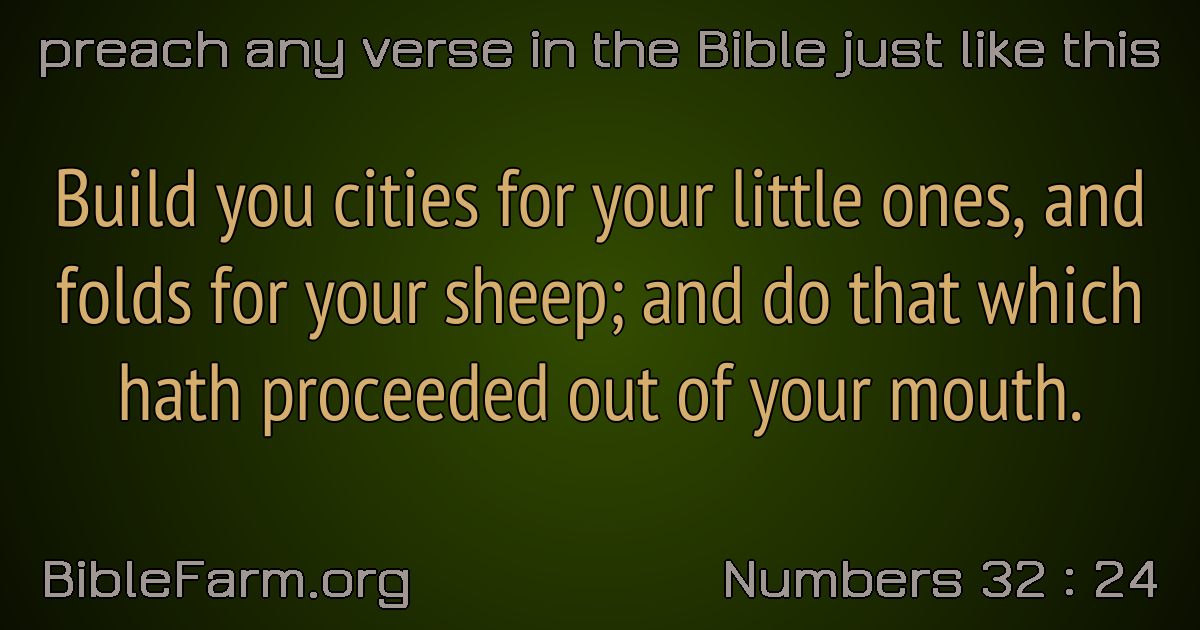 preach any verse in the Bible just like this
Build you cities for your little ones, and
folds for your sheep; and do that which
hath proceeded out of your mouth.
BibleFarm.org
Numbers 32 : 24